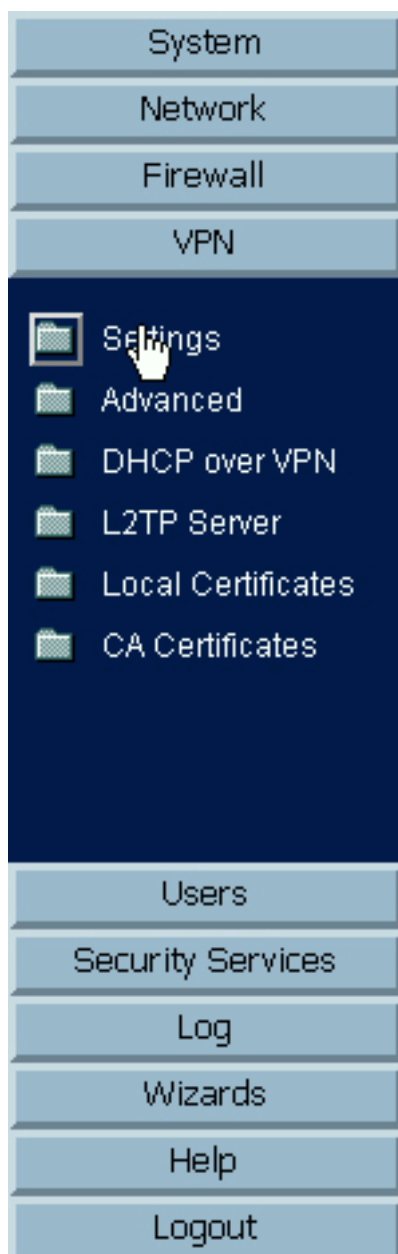 System
Network
Firewall
VPN
Settings
Advanced
DHCP over VPN
L2TP Server
Local Certificates
CA Certificates
Users
Security Services
Log
Wizards
Help
Logout